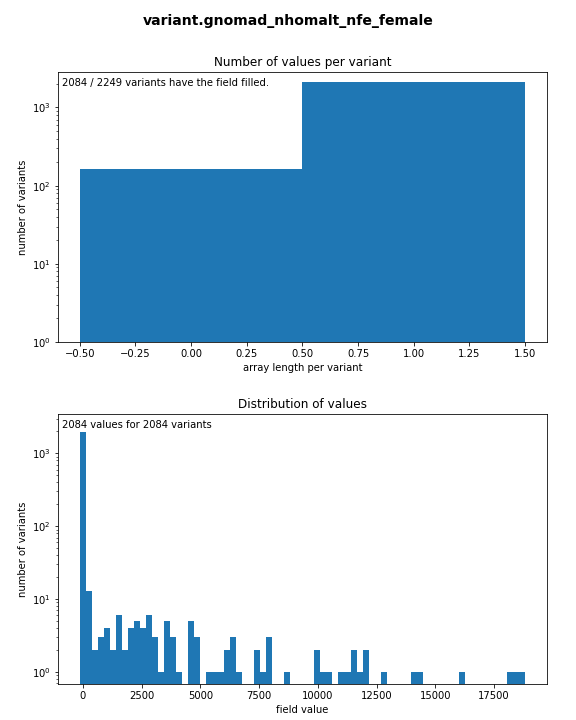 variant.gnomad_nhomalt_nfe_female
Number of values per variant
2084 / 2249 variants have the field filled.
number of variants
10³
10²
10¹
10⁰
−0.50 −0.25 0.00 0.25 0.50 0.75 1.00 1.25 1.50
array length per variant
Distribution of values
2084 values for 2084 variants
number of variants
10³
10²
10¹
10⁰
0 2500 5000 7500 10000 12500 15000 17500
field value